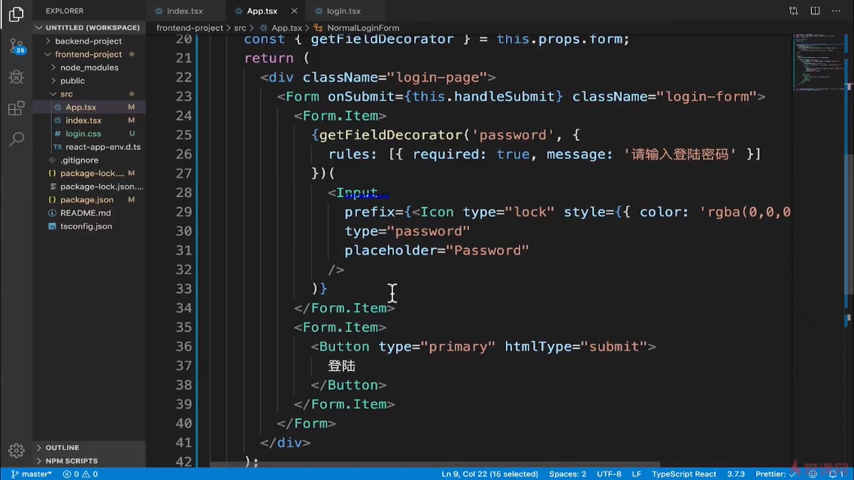 EXPLORER
index.tsx
App.tsx
login.tsx
UNTITLED (WORKSPACE)
frontend-project > src > App.tsx > NormalLoginForm
backend-project
frontend-project
node_modules
public
src
App.tsx M
index.tsx M
login.css U
react-app-env.d.ts
.gitignore
package-lock.... M
package-lock.json....
package.json M
README.md
tsconfig.json
OUTLINE
NPM SCRIPTS
25
20 const { getFieldDecorator } = this.props.form;
21 return (
22 <div className="login-page">
23 <Form onSubmit={this.handleSubmit} className="login-form">
24 <Form.Item>
25 {getFieldDecorator('password', {
26 rules: [{ required: true, message: '请输入登陆密码' }]
27 })(
28 <Input
29 prefix={<Icon type="lock" style={{ color: 'rgba(0,0,0
30 type="password"
31 placeholder="Password"
32 />
33 )}
34 </Form.Item>
35 <Form.Item>
36 <Button type="primary" htmlType="submit">
37 登陆
38 </Button>
39 </Form.Item>
40 </Form>
41 </div>
42 );
master* 0 0 Ln 9, Col 22 (15 selected) Spaces: 2 UTF-8 LF TypeScript React 3.7.3 Prettier: ✓ 1